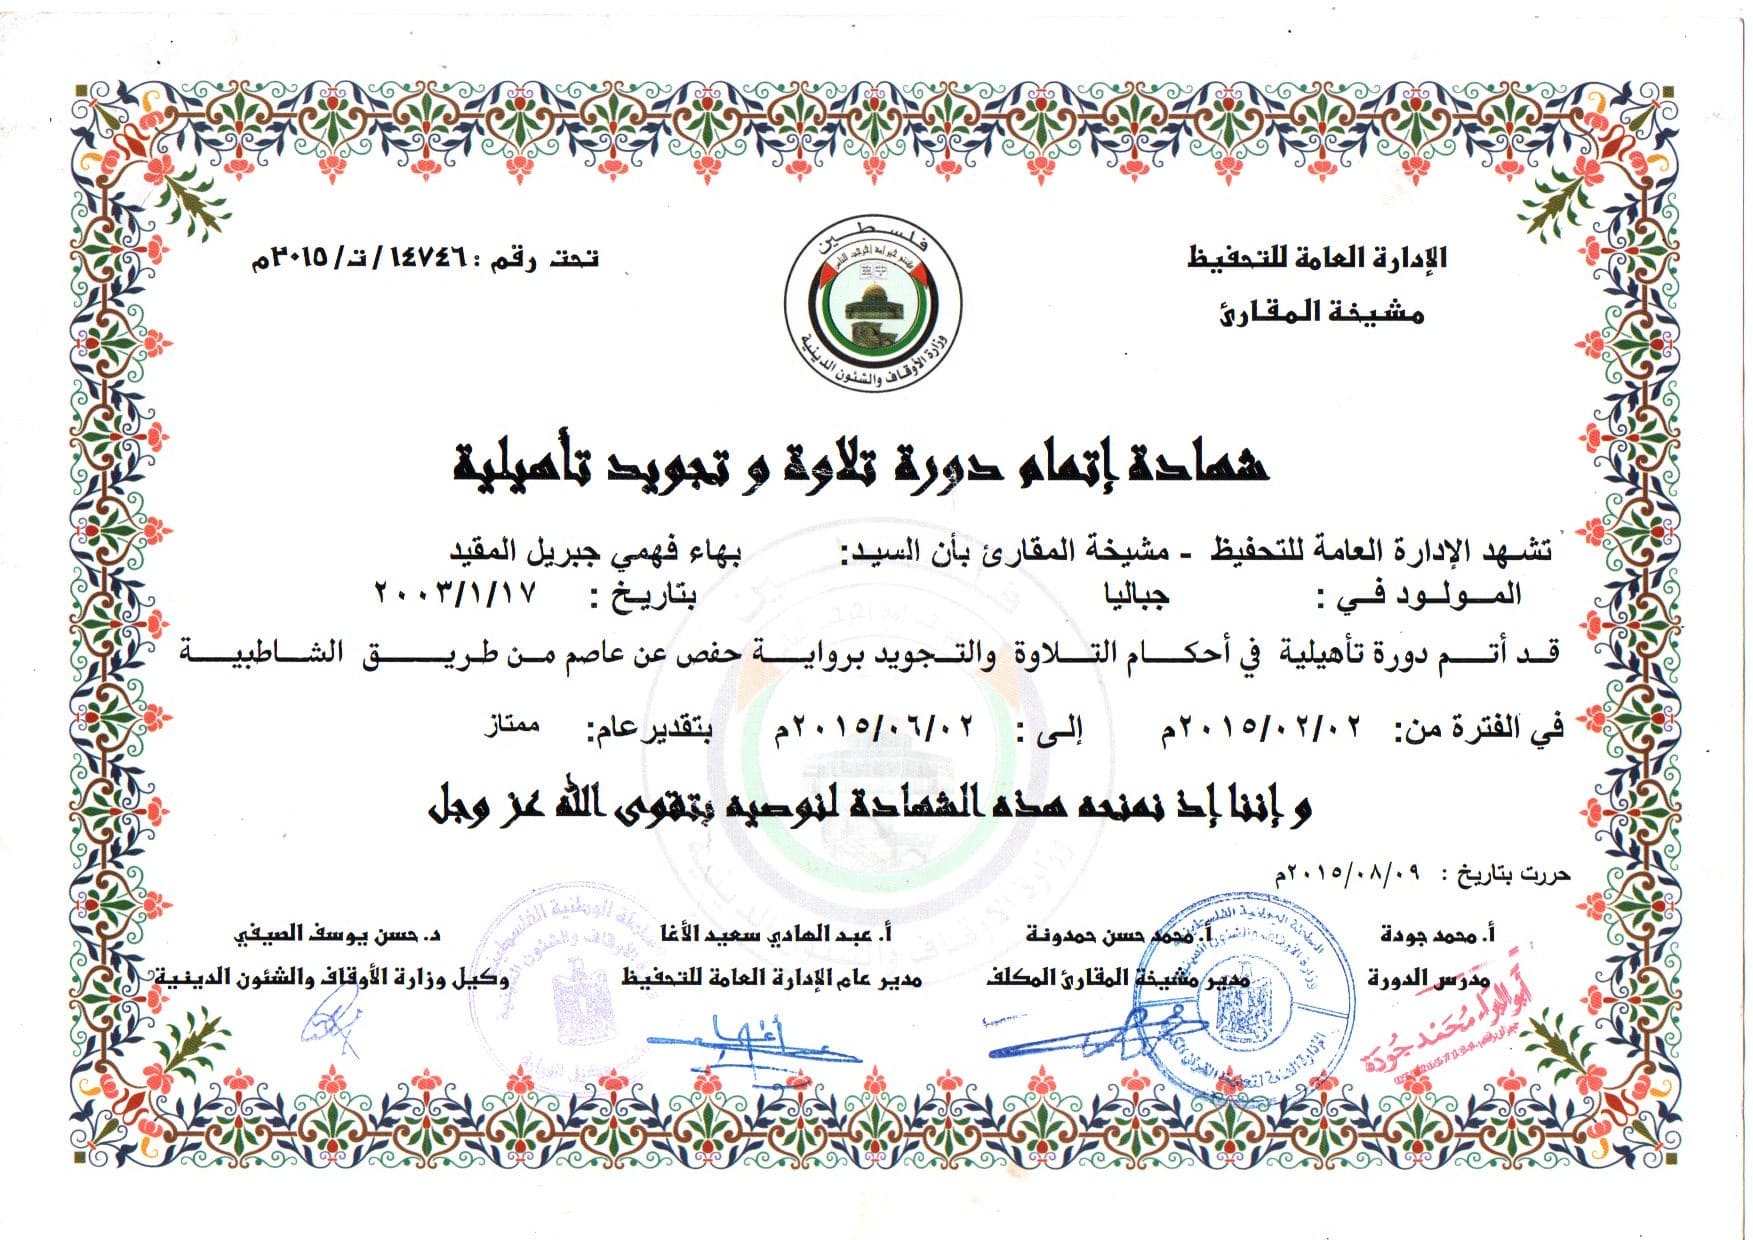 الإدارة العامة للتحفيظ
مشيخة المقارئ
تحت رقم : ١٤٧٤٦ / ت / ٢٠١٥م
فلسطين
وزارة الأوقاف والشئون الدينية
شهادة إتمام دورة تلاوة و تجويد تأهيلية
تشهد الإدارة العامة للتحفيظ - مشيخة المقارئ بأن السيد: بهاء فهمي جبريل المقيد
المولود في : جباليا بتاريخ : ٢٠٠٣/١/١٧
قد أتم دورة تأهيلية في أحكام التلاوة والتجويد برواية حفص عن عاصم من طريق الشاطبية
في الفترة من: ٢٠١٥/٠٢/٠٢م إلى : ٢٠١٥/٠٦/٠٢م بتقدير عام: ممتاز
و إننا إذ نمنحه هذه الشهادة لنوصيه بتقوى الله عز وجل
حررت بتاريخ : ٢٠١٥/٠٨/٠٩م
أ. محمد جودة أ. محمد حسن حمدونة أ. عبد الهادي سعيد الأغا د. حسن يوسف الصيفي
مدرس الدورة مدير مشيخة المقارئ المكلف مدير عام الإدارة العامة للتحفيظ وكيل وزارة الأوقاف والشئون الدينية
أبو البراء محمد جودة